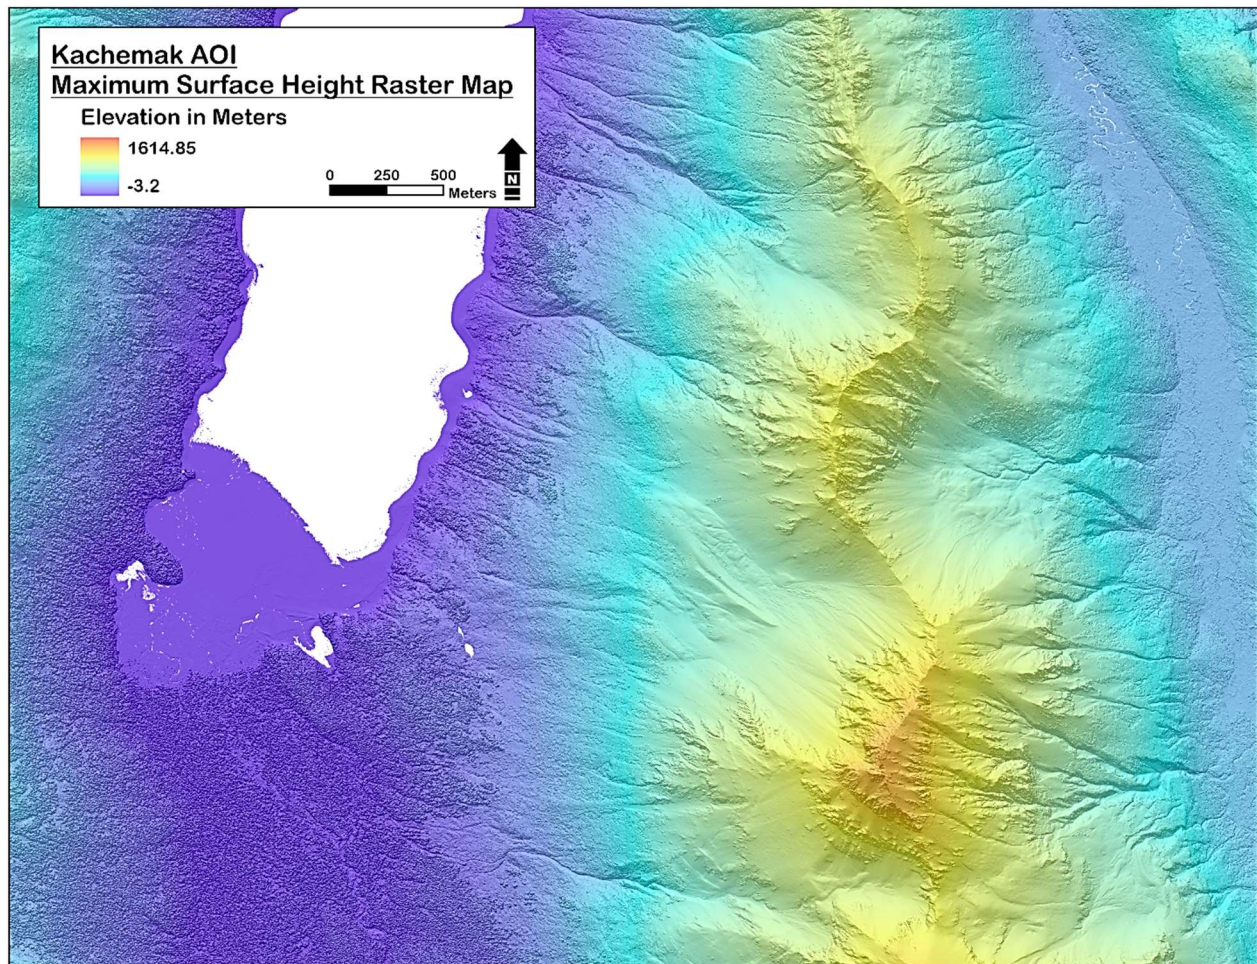 Kachemak AOI
Maximum Surface Height Raster Map
Elevation in Meters
1614.85
-3.2
0 250 500
Meters
N